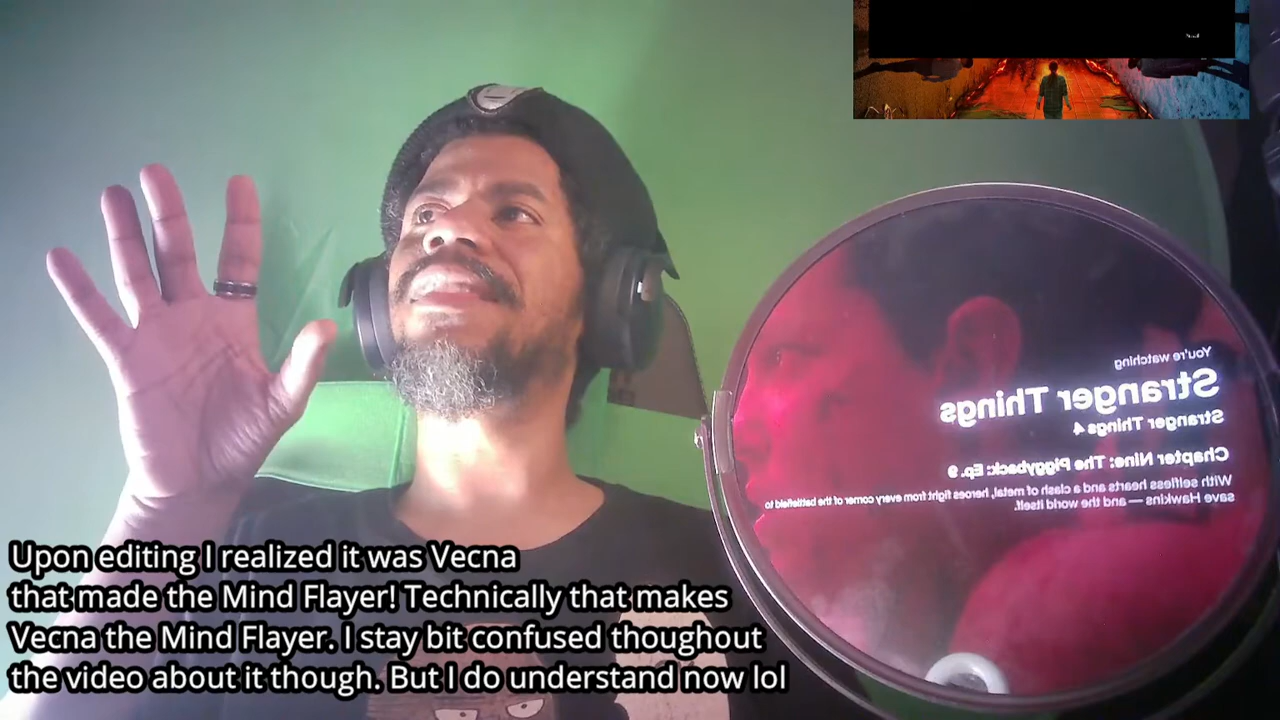 You're watching
Stranger Things
Stranger Things 4
Chapter Nine: The Piggyback: Ep. 9
With selfless hearts and a clash of metal, heroes fight from every corner of the battlefield to
save Hawkins — and the world itself.
Upon editing I realized it was Vecna
that made the Mind Flayer! Technically that makes
Vecna the Mind Flayer. I stay bit confused thoughout
the video about it though. But I do understand now lol